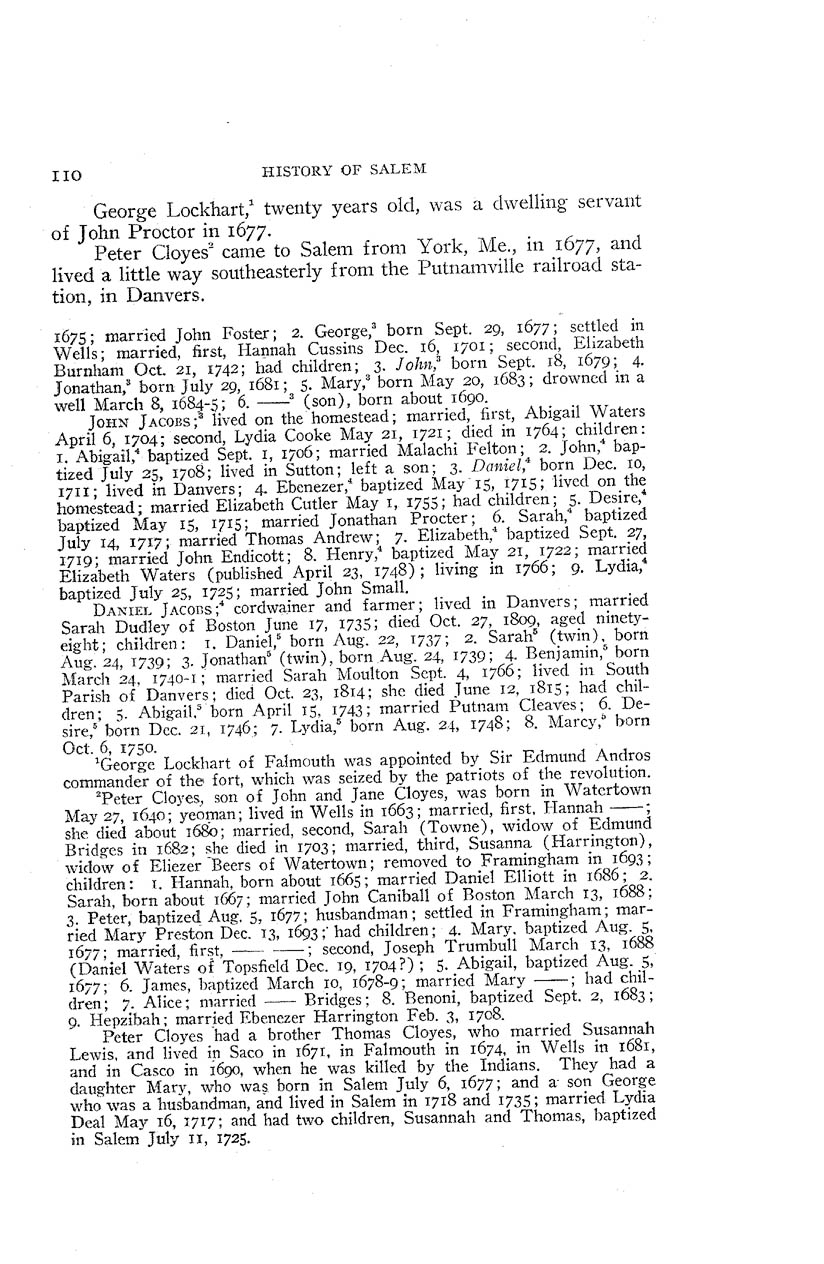 110 HISTORY OF SALEM
George Lockhart,¹ twenty years old, was a dwelling servant
of John Proctor in 1677.
Peter Cloyes² came to Salem from York, Me., in 1677, and
lived a little way southeasterly from the Putnamville railroad sta-
tion, in Danvers.
1675; married John Foster; 2. George,³ born Sept. 29, 1677; settled in
Wells; married, first, Hannah Cussins Dec. 16, 1701; second, Elizabeth
Burnham Oct. 21, 1742; had children; 3. John,³ born Sept. 18, 1679; 4.
Jonathan,³ born July 29, 1681; 5. Mary,³ born May 20, 1683; drowned in a
well March 8, 1684-5; 6. ——³ (son), born about 1690.
JOHN JACOBS;³ lived on the homestead; married, first, Abigail Waters
April 6, 1704; second, Lydia Cooke May 21, 1721; died in 1764; children:
1. Abigail,⁴ baptized Sept. 1, 1706; married Malachi Felton; 2. John,⁴ bap-
tized July 25, 1708; lived in Sutton; left a son; 3. Daniel,⁴ born Dec. 10,
1711; lived in Danvers; 4. Ebenezer,⁴ baptized May 15, 1715; lived on the
homestead; married Elizabeth Cutler May 1, 1755; had children; 5. Desire,⁴
baptized May 15, 1715; married Jonathan Procter; 6. Sarah,⁴ baptized
July 14, 1717; married Thomas Andrew; 7. Elizabeth,⁴ baptized Sept. 27,
1719; married John Endicott; 8. Henry,⁴ baptized May 21, 1722; married
Elizabeth Waters (published April 23, 1748); living in 1766; 9. Lydia,⁴
baptized July 25, 1725; married John Small.
DANIEL JACOBS;⁴ cordwainer and farmer; lived in Danvers; married
Sarah Dudley of Boston June 17, 1735; died Oct. 27, 1809, aged ninety-
eight; children: 1. Daniel,⁵ born Aug. 22, 1737; 2. Sarah⁵ (twin), born
Aug. 24, 1739; 3. Jonathan⁵ (twin), born Aug. 24, 1739; 4. Benjamin,⁵ born
March 24, 1740-1; married Sarah Moulton Sept. 4, 1766; lived in South
Parish of Danvers; died Oct. 23, 1814; she died June 12, 1815; had chil-
dren; 5. Abigail,⁵ born April 15, 1743; married Putnam Cleaves; 6. De-
sire,⁵ born Dec. 21, 1746; 7. Lydia,⁵ born Aug. 24, 1748; 8. Marcy,⁵ born
Oct. 6, 1750.
¹George Lockhart of Falmouth was appointed by Sir Edmund Andros
commander of the fort, which was seized by the patriots of the revolution.
²Peter Cloyes, son of John and Jane Cloyes, was born in Watertown
May 27, 1640; yeoman; lived in Wells in 1663; married, first, Hannah ——;
she died about 1680; married, second, Sarah (Towne), widow of Edmund
Bridges in 1682; she died in 1703; married, third, Susanna (Harrington),
widow of Eliezer Beers of Watertown; removed to Framingham in 1693;
children: 1. Hannah, born about 1665; married Daniel Elliott in 1686; 2.
Sarah, born about 1667; married John Caniball of Boston March 13, 1688;
3. Peter, baptized Aug. 5, 1677; husbandman; settled in Framingham; mar-
ried Mary Preston Dec. 13, 1693; had children; 4. Mary, baptized Aug. 5,
1677; married, first, —— ——; second, Joseph Trumbull March 13, 1688
(Daniel Waters of Topsfield Dec. 19, 1704?); 5. Abigail, baptized Aug. 5,
1677; 6. James, baptized March 10, 1678-9; married Mary ——; had chil-
dren; 7. Alice; married —— Bridges; 8. Benoni, baptized Sept. 2, 1683;
9. Hepzibah; married Ebenezer Harrington Feb. 3, 1708.
Peter Cloyes had a brother Thomas Cloyes, who married Susannah
Lewis, and lived in Saco in 1671, in Falmouth in 1674, in Wells in 1681,
and in Casco in 1690, when he was killed by the Indians. They had a
daughter Mary, who was born in Salem July 6, 1677; and a son George
who was a husbandman, and lived in Salem in 1718 and 1735; married Lydia
Deal May 16, 1717; and had two children, Susannah and Thomas, baptized
in Salem July 11, 1725.